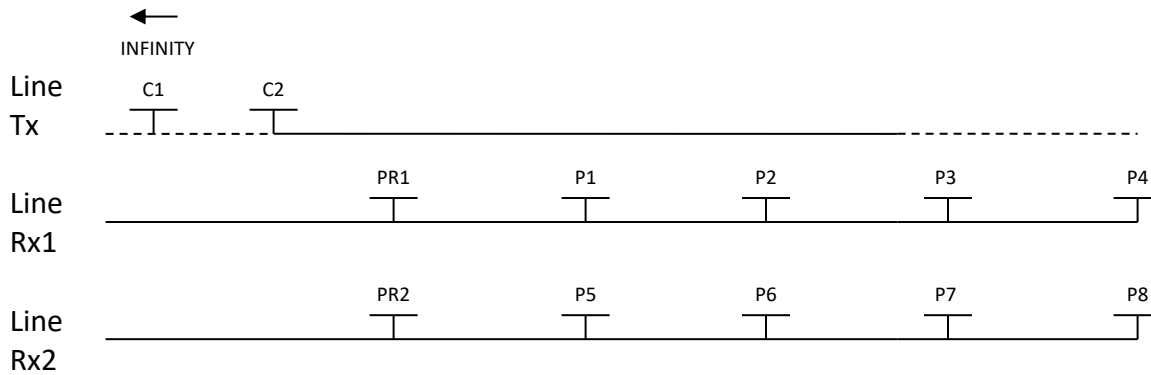 INFINITY
Line Tx
C1 C2
Line Rx1
PR1 P1 P2 P3 P4
Line Rx2
PR2 P5 P6 P7 P8